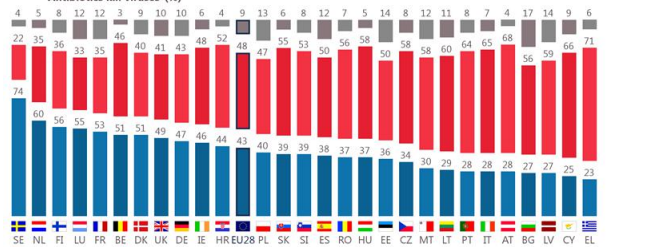 Antibiotics kill viruses (%)
4 5 8 12 12 3 9 10 10 6 4 9 13 6 8 12 7 5 14 8 12 11 8 7 4 17 14 9 6
22 35 36 33 35 46 40 41 43 48 52 48 47 55 53 50 56 58 50 58 58 60 64 65 68 56 59 66 71
74 60 56 55 53 51 51 49 47 46 44 43 40 39 39 38 37 37 36 34 30 29 28 28 28 27 27 25 23
SE NL FI LU FR BE DK UK DE IE HR EU28 PL SK SI ES RO HU EE CZ MT LT PT IT AT BG LV CY EL